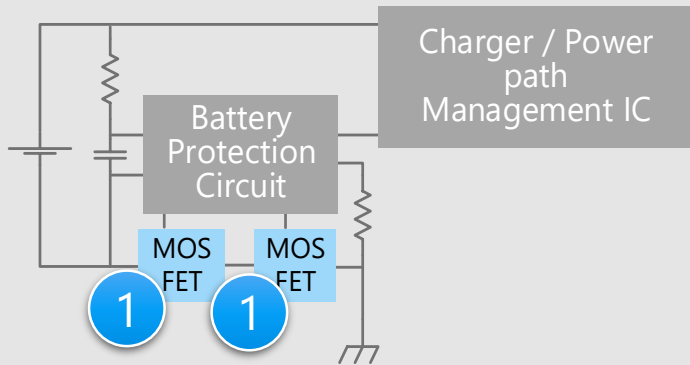 Charger / Power
path
Management IC
Battery
Protection
Circuit
MOS
FET
MOS
FET
1
1